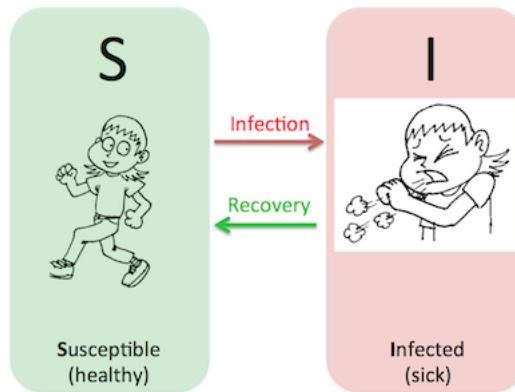 S
I
Infection
Recovery
Susceptible
(healthy)
Infected
(sick)